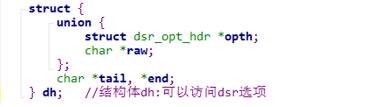 struct {
union {
struct dsr_opt_hdr *opth;
char *raw;
};
char *tail, *end;
} dh; //结构体dh:可以访问dsr选项